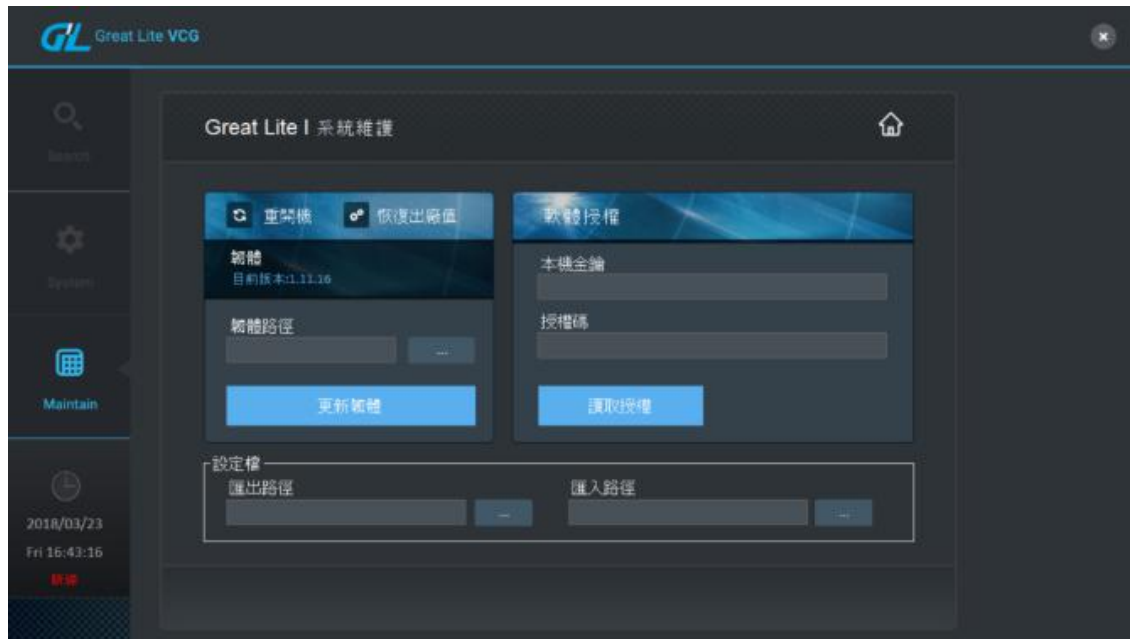 GL Great Lite VCG
Search
Great Lite | 系統維護
重開機
恢復出廠值
軟體授權
韌體
目前版本:1.11.16
本機金鑰
韌體路徑
授權碼
...
更新韌體
讀取授權
System
Maintain
設定檔
匯出路徑
匯入路徑
...
...
2018/03/23
Fri 16:43:16